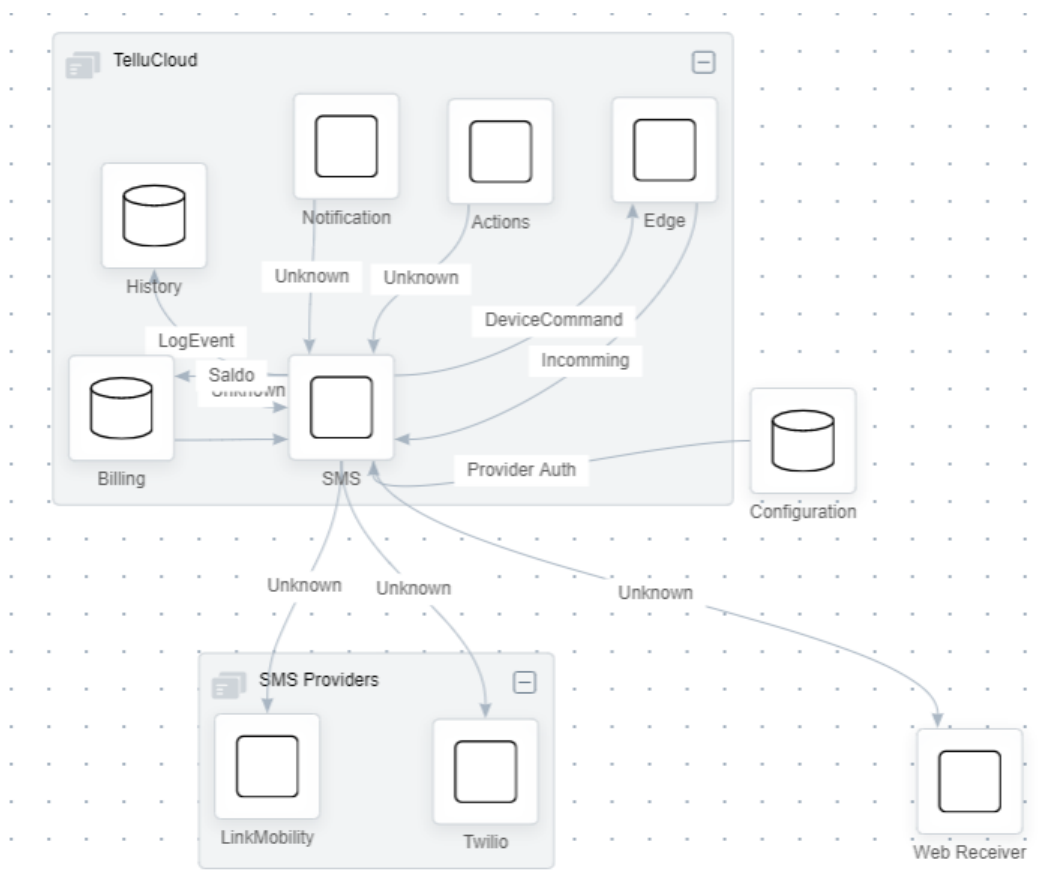 TelluCloud
Notification
Actions
Edge
History
Unknown
Unknown
DeviceCommand
LogEvent
Incomming
Saldo
Unknown
Provider Auth
Billing
SMS
Configuration
Unknown
Unknown
Unknown
SMS Providers
LinkMobility
Twilio
Web Receiver